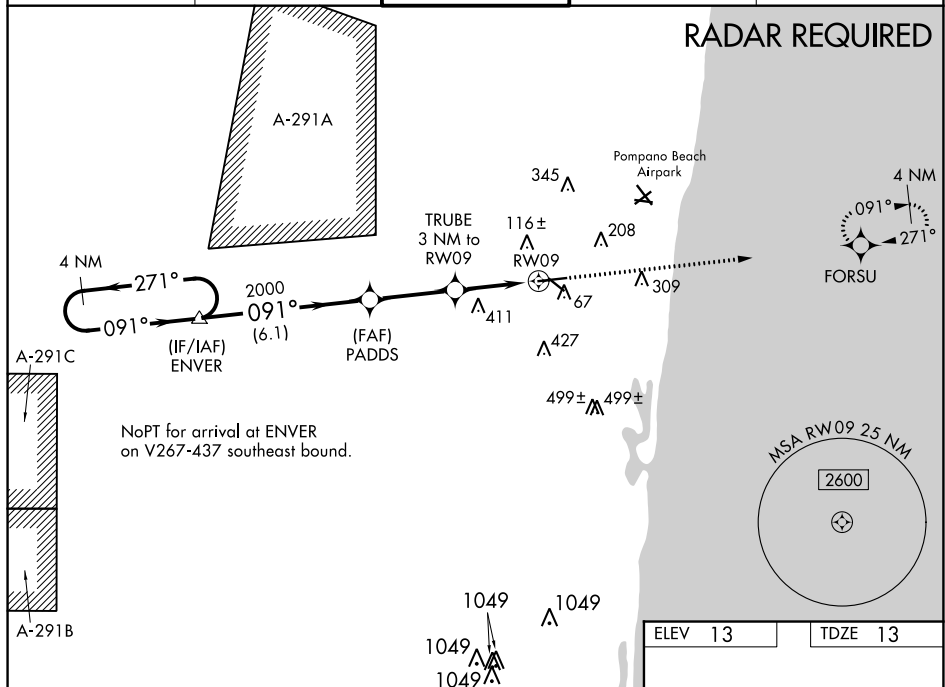 RADAR REQUIRED
A-291A
Pompano Beach
Airpark
345
4 NM
091°
271°
FORSU
TRUBE
3 NM to
RW09
116±
208
RW09
309
67
411
427
499±
499±
4 NM
271°
091°
2000
091°
(6.1)
(IF/IAF)
ENVER
(FAF)
PADDS
A-291C
NoPT for arrival at ENVER
on V267-437 southeast bound.
MSA RW09 25 NM
2600
A-291B
1049
1049
1049
1049
ELEV 13
TDZE 13